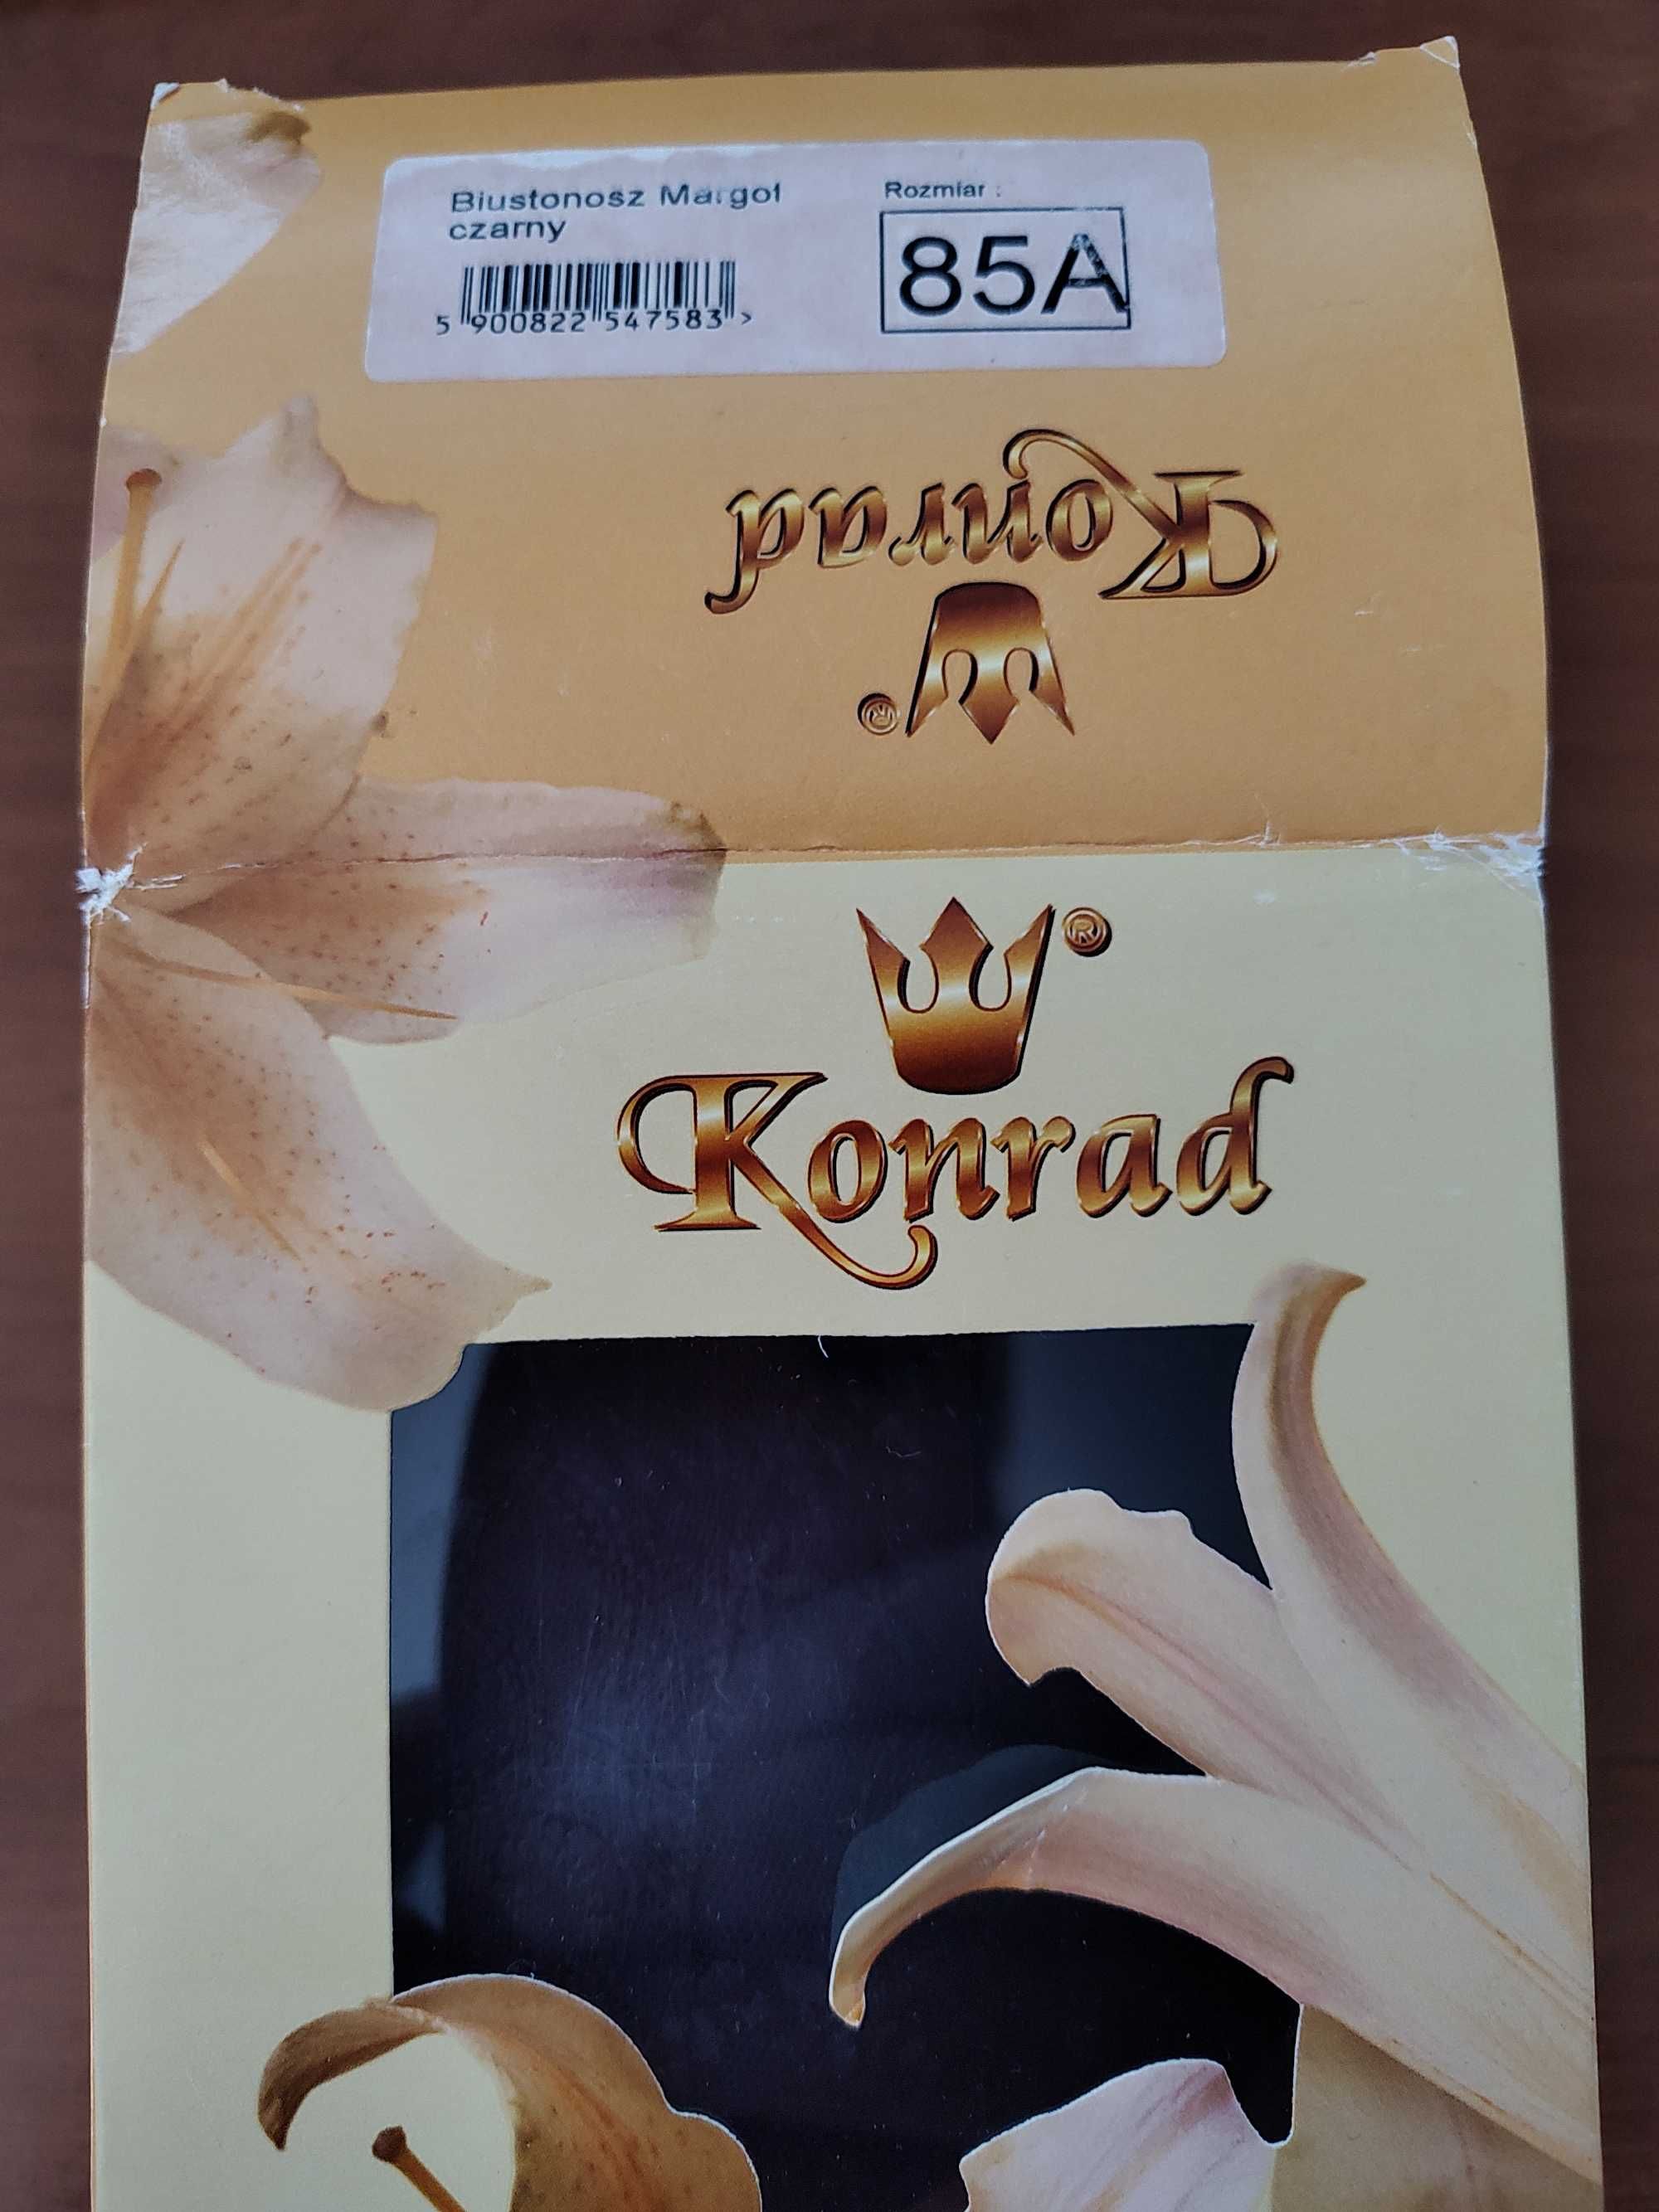 Biustonosz Margot
czarny
Rozmiar :
85A
5 900822 547583 >
Konrad
®
®
Konrad